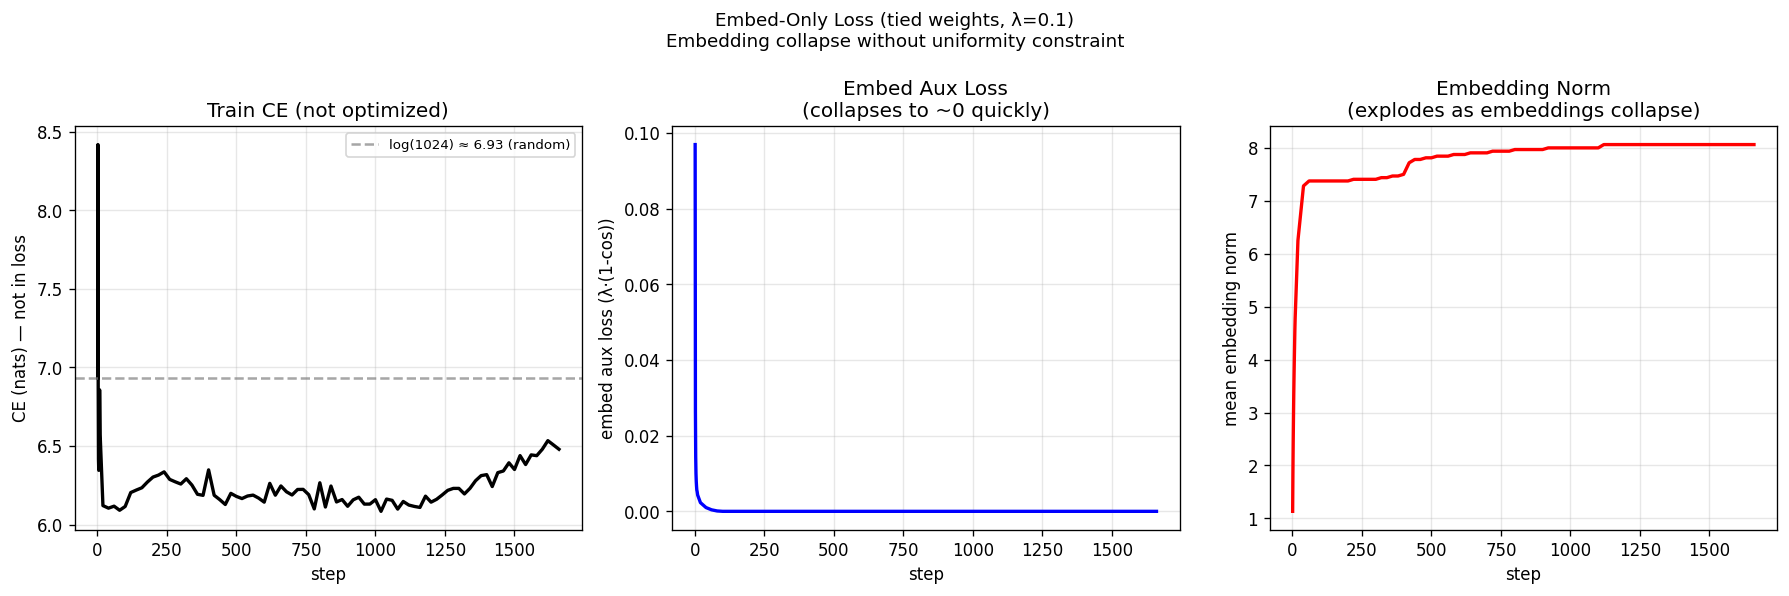 Embed-Only Loss (tied weights, λ=0.1)
Embedding collapse without uniformity constraint
Train CE (not optimized)
CE (nats) — not in loss
8.5
8.0
7.5
7.0
6.5
6.0
log(1024) ≈ 6.93 (random)
0
250
500
750
1000
1250
1500
step
Embed Aux Loss
(collapses to ~0 quickly)
embed aux loss (λ·(1-cos))
0.10
0.08
0.06
0.04
0.02
0.00
0
250
500
750
1000
1250
1500
step
Embedding Norm
(explodes as embeddings collapse)
mean embedding norm
8
7
6
5
4
3
2
1
0
250
500
750
1000
1250
1500
step